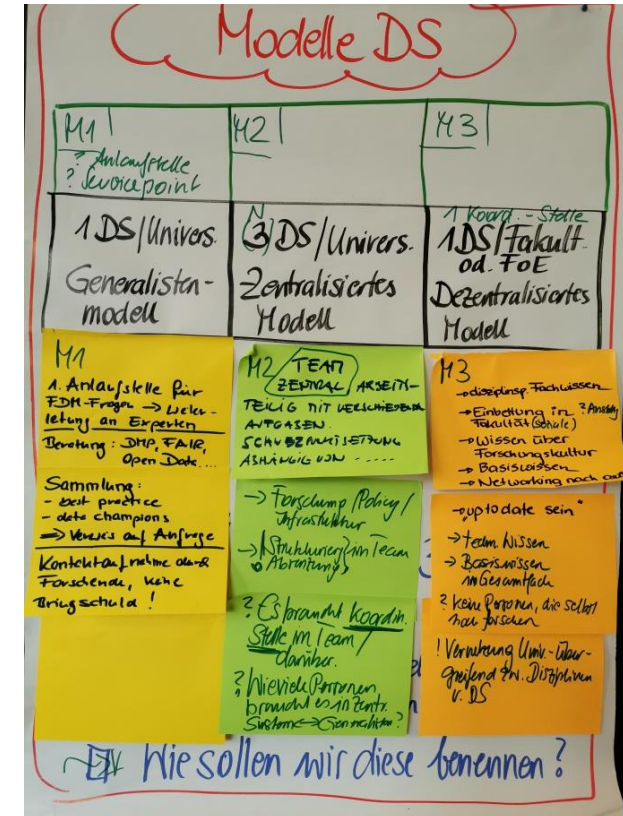 Modelle DS
M1
? Anlaufstelle
? Servicepoint
M2
M3
1 DS/Univers.
Generalisten-
modell
N
(3) DS/Univers.
Zentralisiertes
Modell
1 Koord.-Stelle
1 DS/Fakult.
od. FoE
Dezentralisiertes
Modell
M1
1. Anlaufstelle für
FDM-Fragen → Weiter-
leitung an Experten
Beratung: DMP, FAIR,
Open Data....
Sammlung:
- best practice
- data champions
⇒ Verweis auf Anfrage
Kontaktaufnahme durch
Forschende, keine
Bringschuld!
M2 TEAM
ZENTRAL ARBEITS-
TEILIG MIT VERSCHIEDENEN
AUFGABEN.
SCHWERPUNKTSETZUNG
ABHÄNGIG VON .....
→ Forschung/Policy/
Infrastruktur
→ im Team
? Es braucht Koordin.
Stelle im Team/
darüber.
? Wieviele Personen
braucht es in zentr.
System ↔ Generalisten?
M3
→ disziplinsp. Fachwissen
→ Einbettung in
Fakultät (Schule)
→ Wissen über
Forschungskultur
→ Basiswissen
→ Networking nach
→ "up to date sein"
→ team Wissen
→ Basiswissen
im Gesamtfach
? keine Personen, die selbst
noch forschen
! Vernetzung Univ.-über-
greifend zw. Disziplinen
v. DS
Wie sollen wir diese benennen?